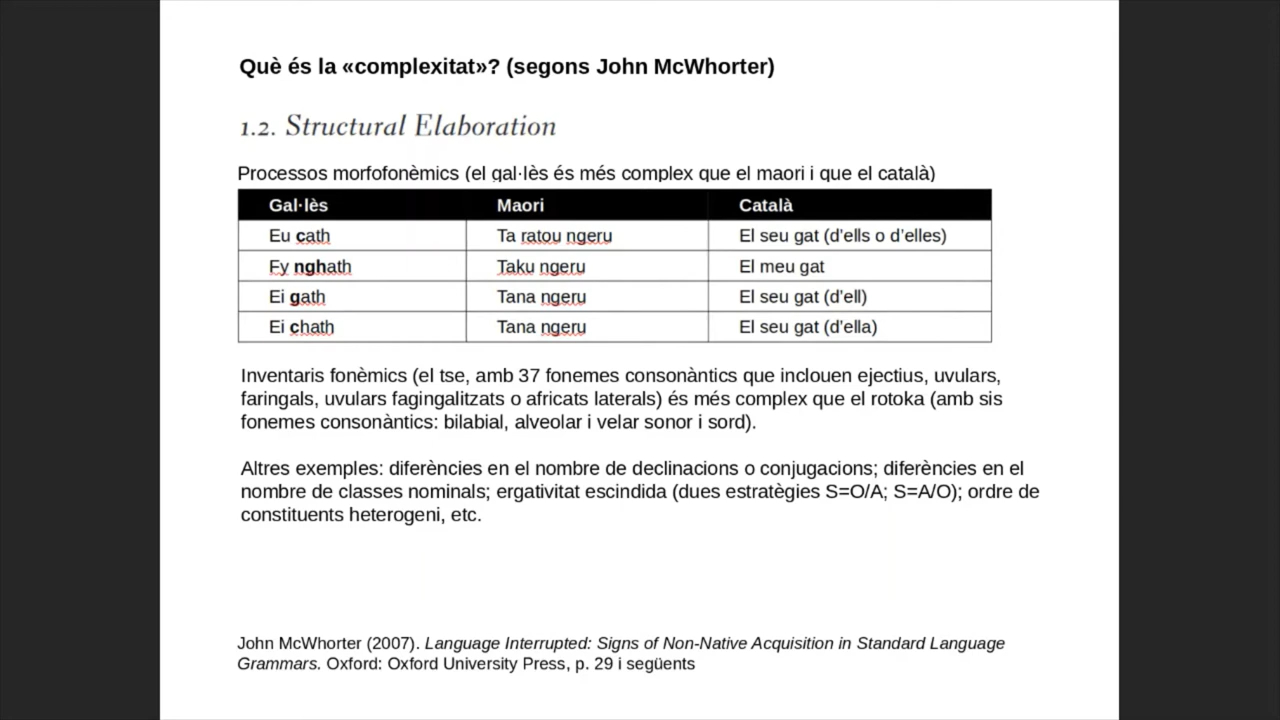 Què és la «complexitat»? (segons John McWhorter)
1.2. Structural Elaboration
Processos morfofonèmics (el gal·lès és més complex que el maori i que el català)
Gal·lès Maori Català
Eu cath Ta ratou ngeru El seu gat (d’ells o d’elles)
Fy nghath Taku ngeru El meu gat
Ei gath Tana ngeru El seu gat (d’ell)
Ei chath Tana ngeru El seu gat (d’ella)
Inventaris fonèmics (el tse, amb 37 fonemes consonàntics que inclouen ejectius, uvulars,
faringals, uvulars fagingalitzats o africats laterals) és més complex que el rotoka (amb sis
fonemes consonàntics: bilabial, alveolar i velar sonor i sord).
Altres exemples: diferències en el nombre de declinacions o conjugacions; diferències en el
nombre de classes nominals; ergativitat escindida (dues estratègies S=O/A; S=A/O); ordre de
constituents heterogeni, etc.
John McWhorter (2007). Language Interrupted: Signs of Non-Native Acquisition in Standard Language
Grammars. Oxford: Oxford University Press, p. 29 i següents